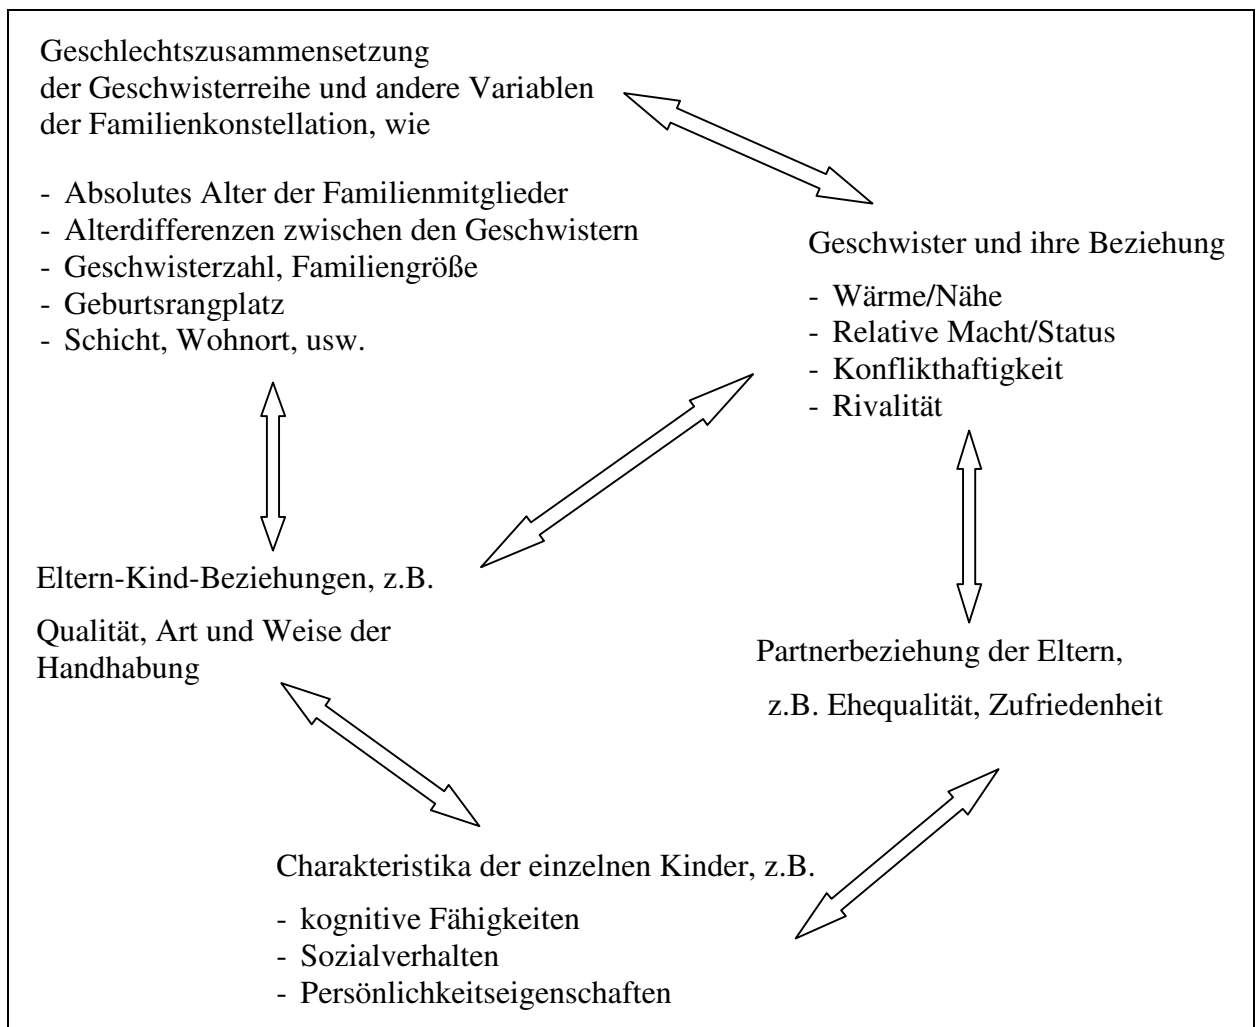 Geschlechtszusammensetzung
der Geschwisterreihe und andere Variablen
der Familienkonstellation, wie
- Absolutes Alter der Familienmitglieder
- Alterdifferenzen zwischen den Geschwistern
- Geschwisterzahl, Familiengröße
- Geburtsrangplatz
- Schicht, Wohnort, usw.
Geschwister und ihre Beziehung
- Wärme/Nähe
- Relative Macht/Status
- Konflikthaftigkeit
- Rivalität
Eltern-Kind-Beziehungen, z.B.
Qualität, Art und Weise der
Handhabung
Partnerbeziehung der Eltern,
z.B. Ehequalität, Zufriedenheit
Charakteristika der einzelnen Kinder, z.B.
- kognitive Fähigkeiten
- Sozialverhalten
- Persönlichkeitseigenschaften